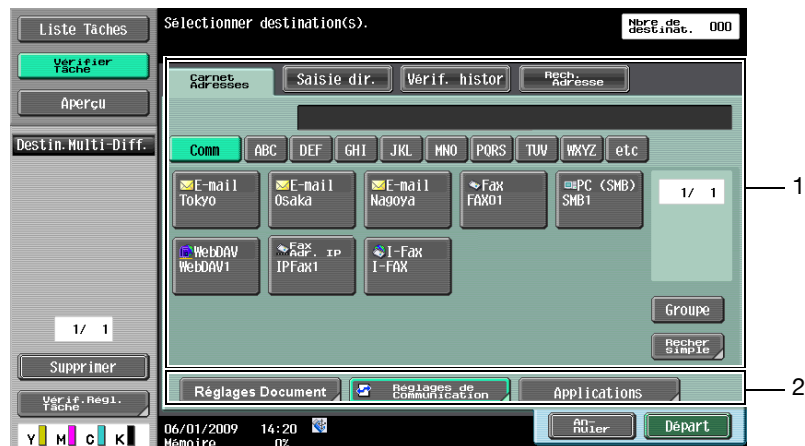 Liste Tâches
Sélectionner destination(s).
Nbre de
destinat. 000
Vérifier
Tâche
Aperçu
Destin.Multi-Diff.
Carnet
Adresses
Saisie dir.
Vérif. histor
Rech.
Adresse
Comm ABC DEF GHI JKL MNO PQRS TUV WXYZ etc
E-mail
Tokyo
E-mail
Osaka
E-mail
Nagoya
Fax
FAX01
PC (SMB)
SMB1
1/ 1
1
WebDAV
WebDAV1
Fax
Adr. IP
IPFax1
I-Fax
I-FAX
Groupe
Recher
simple
1/ 1
Supprimer
Vérif.Régl.
Tâche
Réglages Document
Réglages de
Communication
Applications
2
06/01/2009 14:20
Mémoire 0%
An-
nuler
Départ
Y M C K